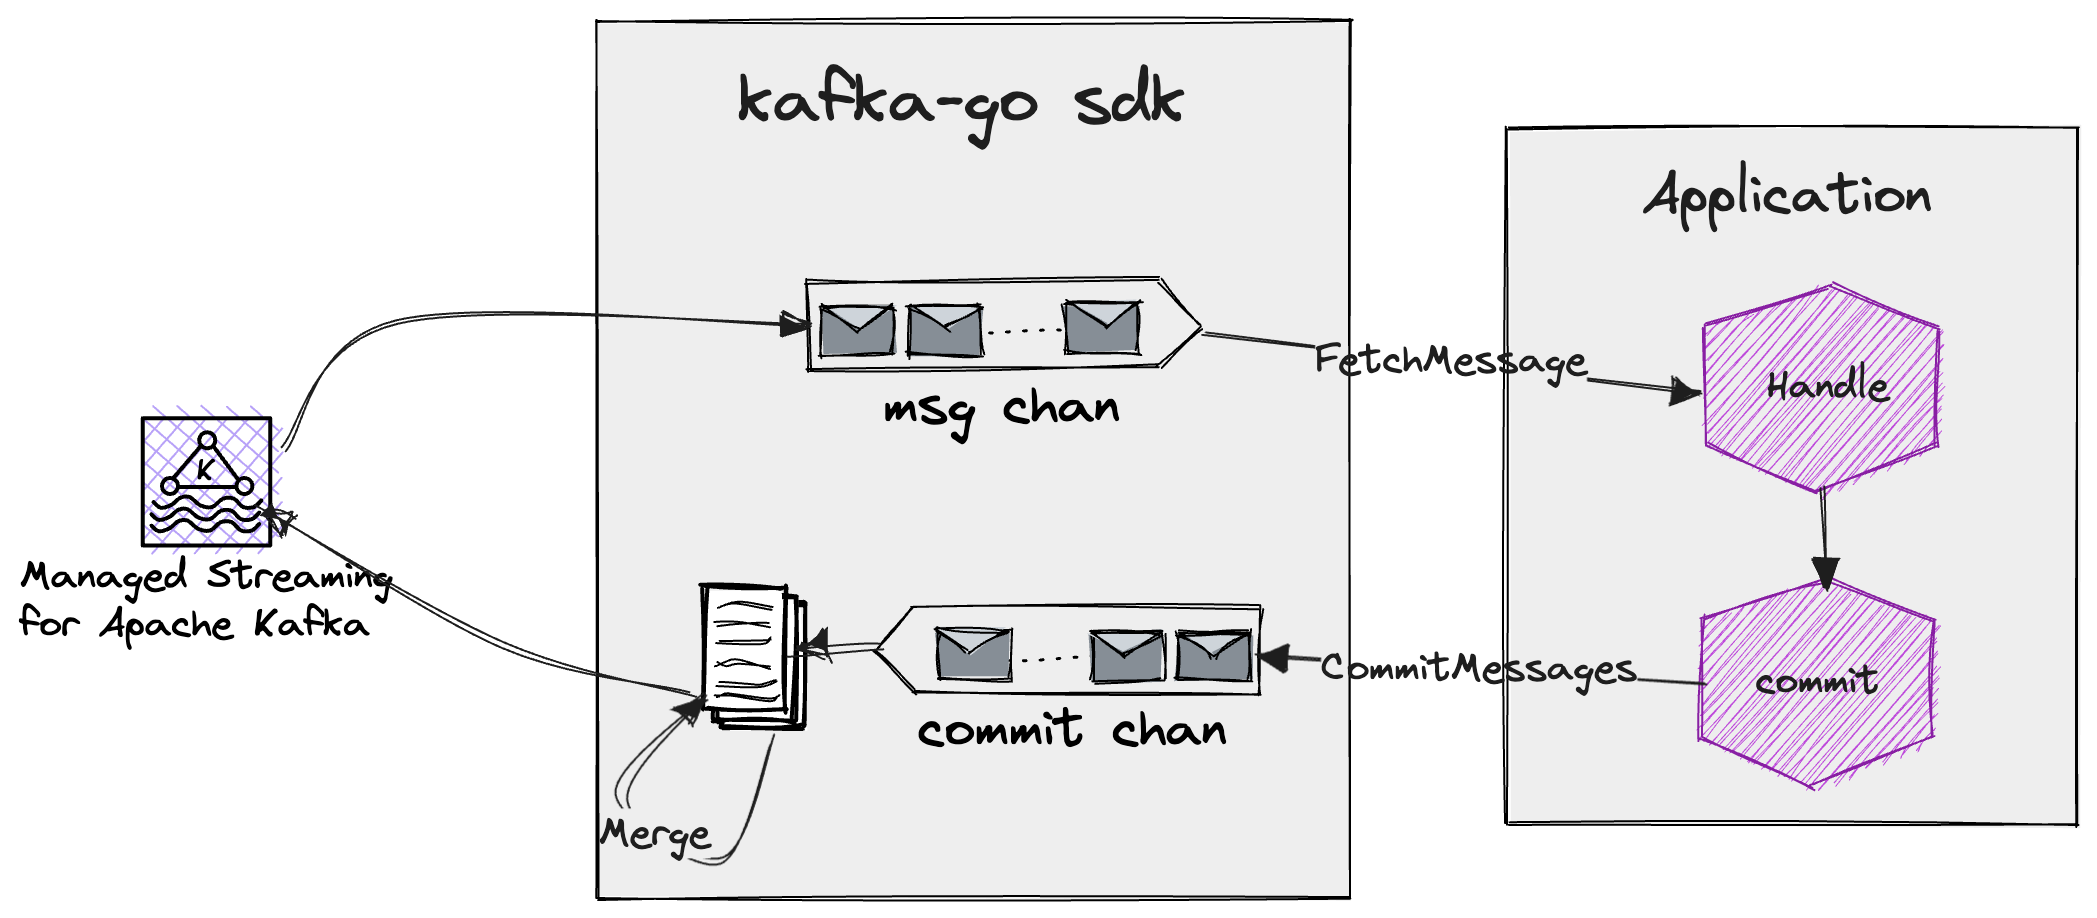 kafka-go sdk
Application
msg chan
FetchMessage
Handle
K
Managed Streaming
for Apache Kafka
commit chan
CommitMessages
commit
Merge